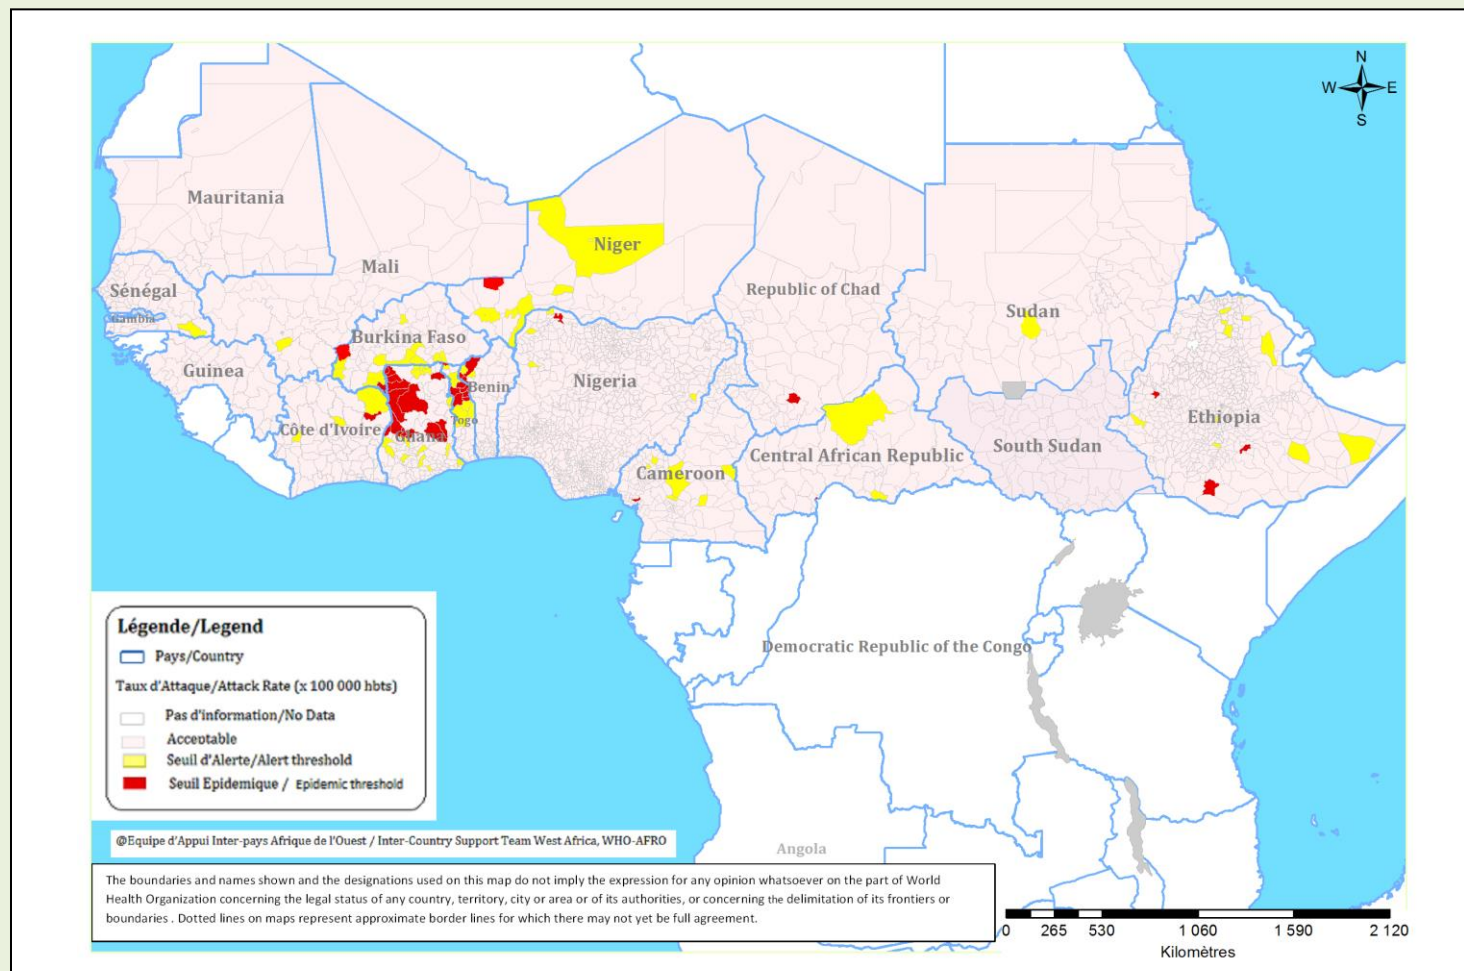 N
W E
S
Mauritania
Mali
Niger
Sénégal
Gambia
Guinea
Burkina Faso
Côte d'Ivoire
Ghana
Togo
Benin
Nigeria
Republic of Chad
Sudan
Ethiopia
South Sudan
Central African Republic
Cameroon
Democratic Republic of the Congo
Angola
Légende/Legend
Pays/Country
Taux d'Attaque/Attack Rate (x 100 000 hbts)
Pas d'information/No Data
Acceptable
Seuil d'Alerte/Alert threshold
Seuil Epidemique / Epidemic threshold
@Equipe d'Appui Inter-pays Afrique de l'Ouest / Inter-Country Support Team West Africa, WHO-AFRO
The boundaries and names shown and the designations used on this map do not imply the expression for any opinion whatsoever on the part of World
Health Organization concerning the legal status of any country, territory, city or area or of its authorities, or concerning the delimitation of its frontiers or
boundaries . Dotted lines on maps represent approximate border lines for which there may not yet be full agreement.
0 265 530 1 060 1 590 2 120
Kilomètres